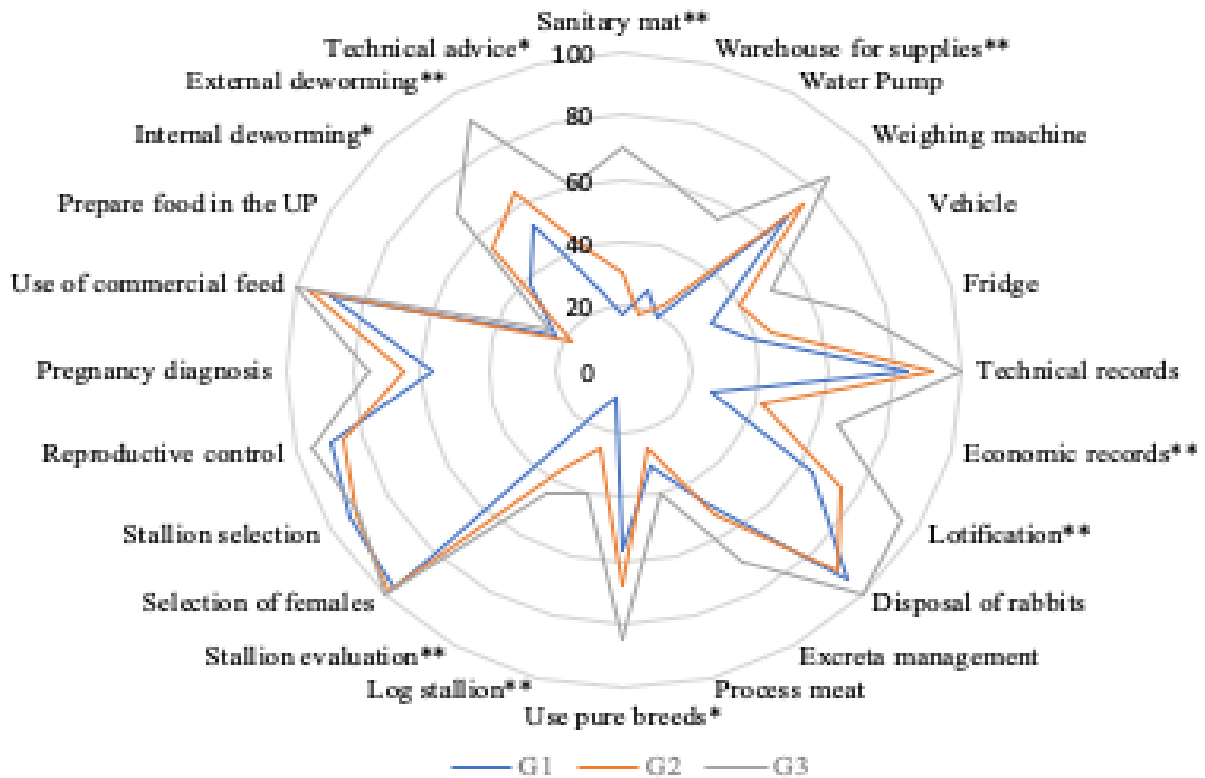 Sanitary mat**
Technical advice*
Warehouse for supplies**
External deworming**
Water Pump
Internal deworming*
Weighing machine
Prepare food in the UP
Vehicle
Use of commercial feed
Fridge
Pregnancy diagnosis
Technical records
Reproductive control
Economic records**
Stallion selection
Lotification**
Selection of females
Disposal of rabbits
Stallion evaluation**
Excreta management
Log stallion**
Process meat
Use pure breeds*
100
80
60
40
20
0
G1 G2 G3